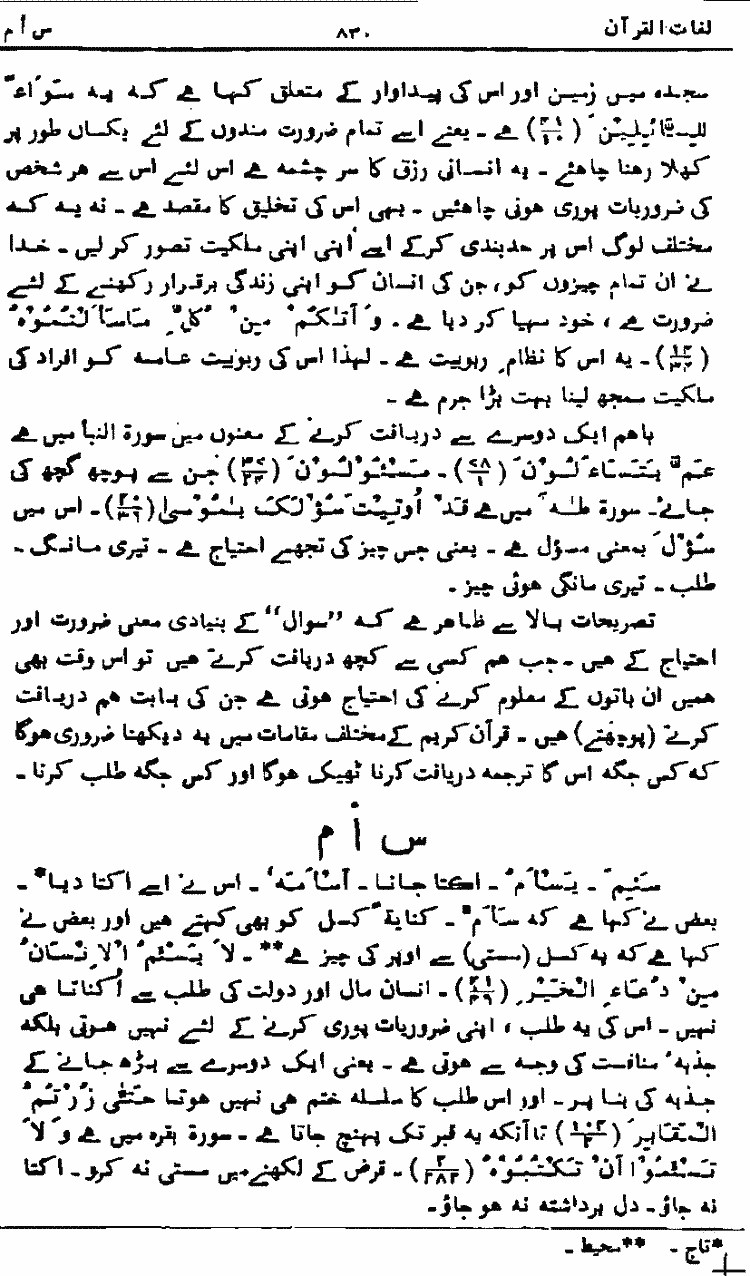 لغات القرآن ۸۳۰ س أ م
سجدہ میں زمین اور اس کی پیداوار کے متعلق کہا ہے کہ یہ سَوَآءً
لِّلسَّآئِلِیْنَ (۴۱/۱۰) ہے ۔ یعنے اسے تمام ضرورت مندوں کے لئے یکساں طور پر
کھلا رہنا چاہئے ۔ یہ انسانی رزق کا سر چشمہ ہے اس لئے اس سے ہر شخص
کی ضروریات پوری ہونی چاہئیں ۔ یہی اس کی تخلیق کا مقصد ہے ۔ نہ یہ کہ
مختلف لوگ اس پر حدبندی کرکے اسے اپنی اپنی ملکیت تصور کر لیں ۔ خدا
نے ان تمام چیزوں کو، جن کی انسان کو اپنی زندگی برقرار رکھنے کے لئے
ضرورت ہے ، خود مہیا کر دیا ہے ۔ وَ آتٰکُمْ مِنْ کُلِّ مَاسَاَلْتُمُوْہُ
(۱۴/۳۴)۔ یہ اس کا نظامِ ربوبیت ہے ۔ لہذا اس کی ربوبیت عامہ کو افراد کی
ملکیت سمجھ لینا بہت بڑا جرم ہے ۔
باہم ایک دوسرے سے دریافت کرنے کے معنوں میں سورۃ النبأ میں ہے
عَمَّ یَتَسَاءَلُوْنَ (۷۸/۱)۔ مَسْئُوْلُوْنَ (۳۷/۲۴) جن سے پوچھ گچھ کی
جائے۔ سورۃ طٰہٰ میں ہے قَدْ اُوْتِیْتَ سُؤْلَکَ یٰمُوْسٰی (۲۰/۳۶)۔ اس میں
سُؤْلَ بمعنی مسؤل ہے ۔ یعنی جس چیز کی تجھے احتیاج ہے ۔ تیری مانگ ۔
طلب ۔ تیری مانگی ہوئی چیز ۔
تصریحات بالا سے ظاہر ہے کہ ”سوال“ کے بنیادی معنی ضرورت اور
احتیاج کے ہیں ۔ جب ہم کسی سے کچھ دریافت کرتے ہیں تو اس وقت بھی
ہمیں ان باتوں کے معلوم کرنے کی احتیاج ہوتی ہے جن کی بابت ہم دریافت
کرتے (پوچھتے) ہیں ۔ قرآن کریم کے مختلف مقامات میں یہ دیکھنا ضروری ہوگا
کہ کس جگہ اس کا ترجمہ دریافت کرنا ٹھیک ہوگا اور کس جگہ طلب کرنا ۔
س أ م
سَئِمَ ۔ یَسْاَمُ ۔ اکتا جانا ۔ اَسْاَمَہٗ ۔ اس نے اسے اکتا دیا* ۔
بعض نے کہا ہے کہ سَاْمٌ ۔ کنایۃً کسل کو بھی کہتے ہیں اور بعض نے
کہا ہے کہ یہ کسل (سستی) سے اوپر کی چیز ہے** ۔ لَا یَسْئَمُ الْاِنْسَانُ
مِنْ دُعَاءِ الْخَیْرِ (۴۱/۴۹)۔ انسان مال اور دولت کی طلب سے اُکتاتا ہی
نہیں ۔ اس کی یہ طلب ، اپنی ضروریات پوری کرنے کے لئے نہیں ہوتی بلکہ
جذبۂ منافست کی وجہ سے ہوتی ہے ۔ یعنی ایک دوسرے سے بڑھ جانے کے
جذبہ کی بنا پر ۔ اور اس طلب کا سلسلہ ختم ہی نہیں ہوتا حَتّٰی زُرْتُمُ
الْمَقَابِرَ (۱۰۲/۲) تاآنکہ یہ قبر تک پہنچ جاتا ہے ۔ سورۃ بقرہ میں ہے وَ لَا
تَسْئَمُوْا اَنْ تَکْتُبُوْہُ (۲/۲۸۲)۔ قرض کے لکھنے میں سستی نہ کرو ۔ اکتا
نہ جاؤ ۔ دل برداشتہ نہ ہو جاؤ ۔
*تاج ۔ **محیط ۔